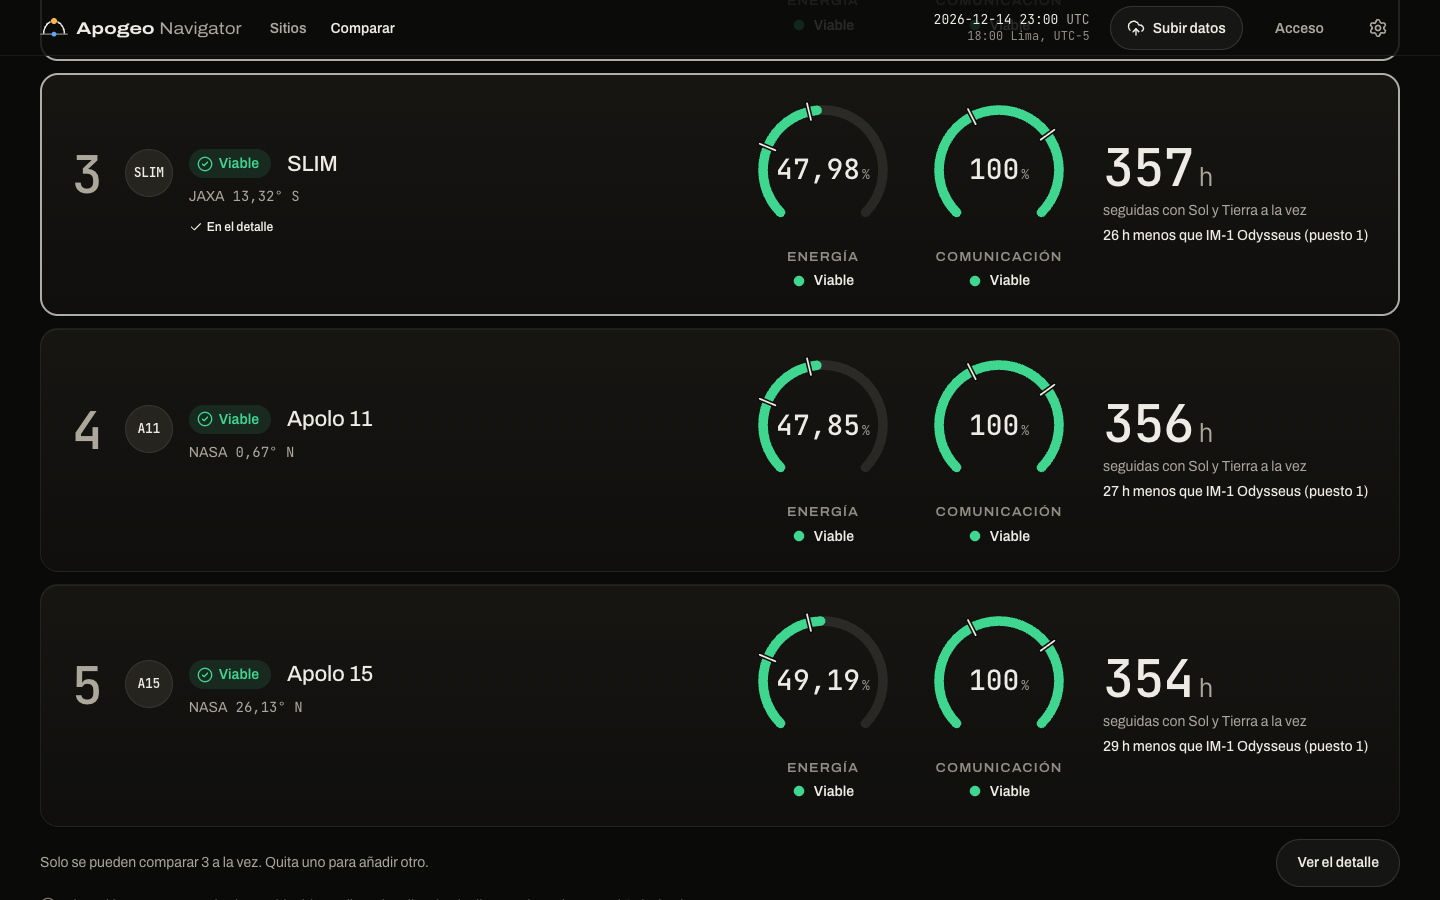 Apogeo Navigator
Sitios
Comparar
2026-12-14 23:00 UTC
18:00 Lima, UTC-5
Subir datos
Acceso
Viable
3
SLIM
Viable
SLIM
JAXA 13,32° S
En el detalle
47,98%
ENERGÍA
Viable
100%
COMUNICACIÓN
Viable
357 h
seguidas con Sol y Tierra a la vez
26 h menos que IM-1 Odysseus (puesto 1)
4
A11
Viable
Apolo 11
NASA 0,67° N
47,85%
ENERGÍA
Viable
100%
COMUNICACIÓN
Viable
356 h
seguidas con Sol y Tierra a la vez
27 h menos que IM-1 Odysseus (puesto 1)
5
A15
Viable
Apolo 15
NASA 26,13° N
49,19%
ENERGÍA
Viable
100%
COMUNICACIÓN
Viable
354 h
seguidas con Sol y Tierra a la vez
29 h menos que IM-1 Odysseus (puesto 1)
Solo se pueden comparar 3 a la vez. Quita uno para añadir otro.
Ver el detalle